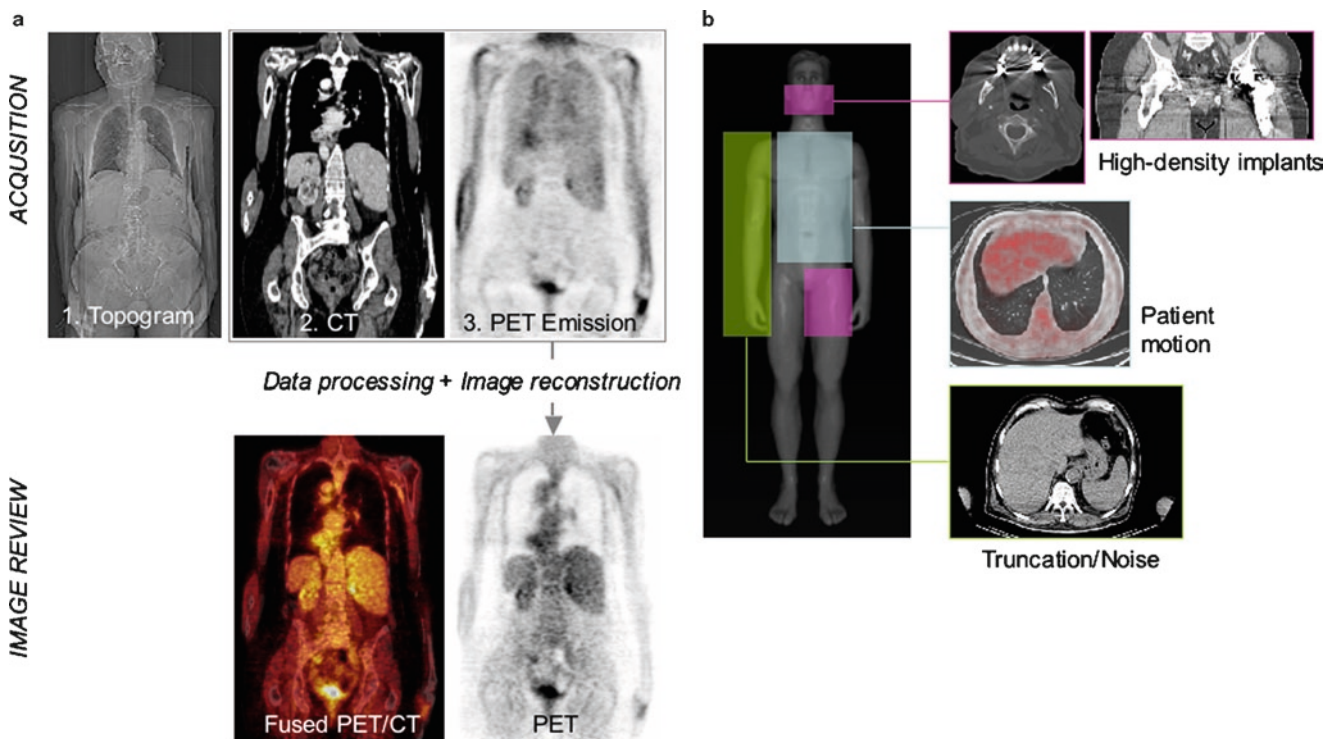 a
ACQUSITION
1. Topogram
2. CT
3. PET Emission
Data processing + Image reconstruction
IMAGE REVIEW
Fused PET/CT
PET
b
High-density implants
Patient
motion
Truncation/Noise